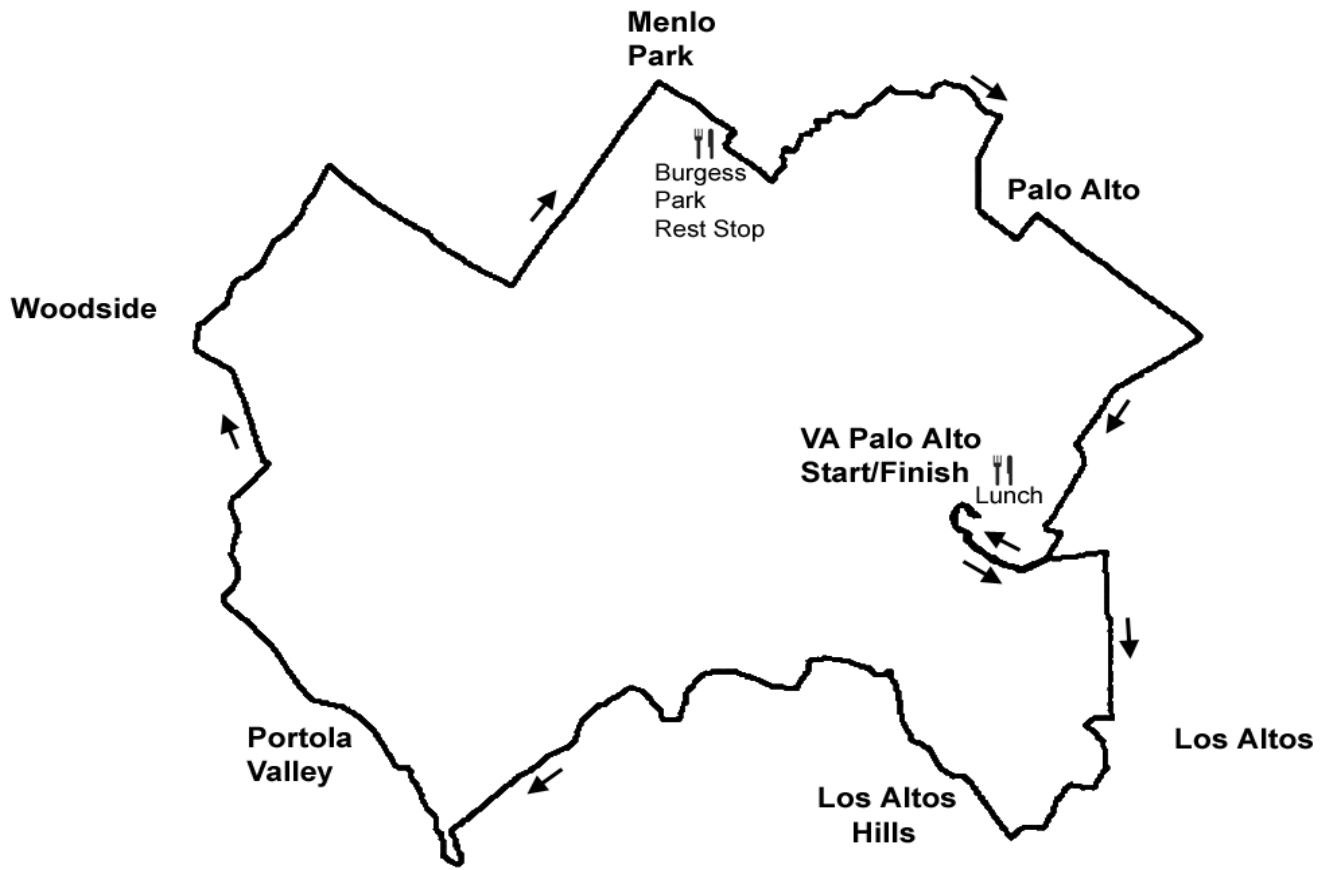 Menlo
Park
Burgess
Park
Rest Stop
Palo Alto
Woodside
VA Palo Alto
Start/Finish
Lunch
Portola
Valley
Los Altos
Los Altos
Hills